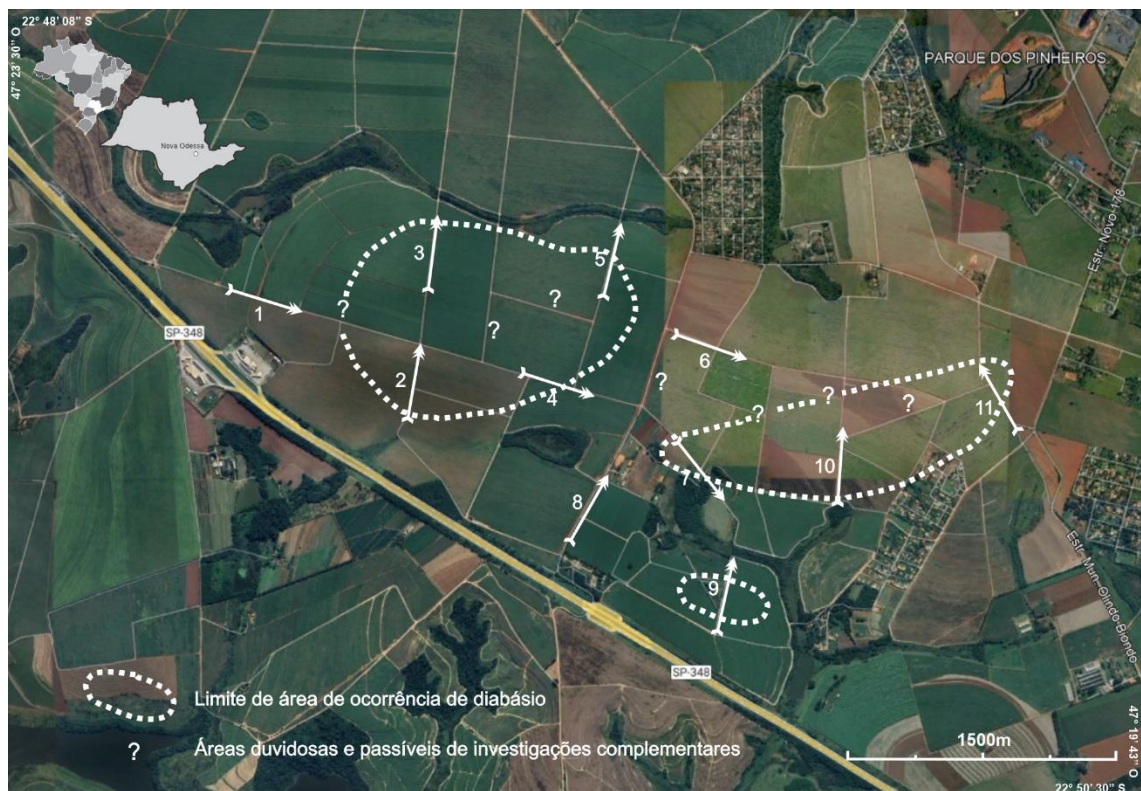 22° 48' 08" S
47° 23' 30" O
Nova Odessa
PARQUE DOS PINHEIROS
Estr. Novo 178
3
5
?
?
?
1
SP-348
6
2
?
4
?
?
?
11
7
10
8
9
Estr. Mun. Olindo Biondo
SP-348
Limite de área de ocorrência de diabásio
?
Áreas duvidosas e passíveis de investigações complementares
1500m
47° 19' 43" O
22° 50' 30" S